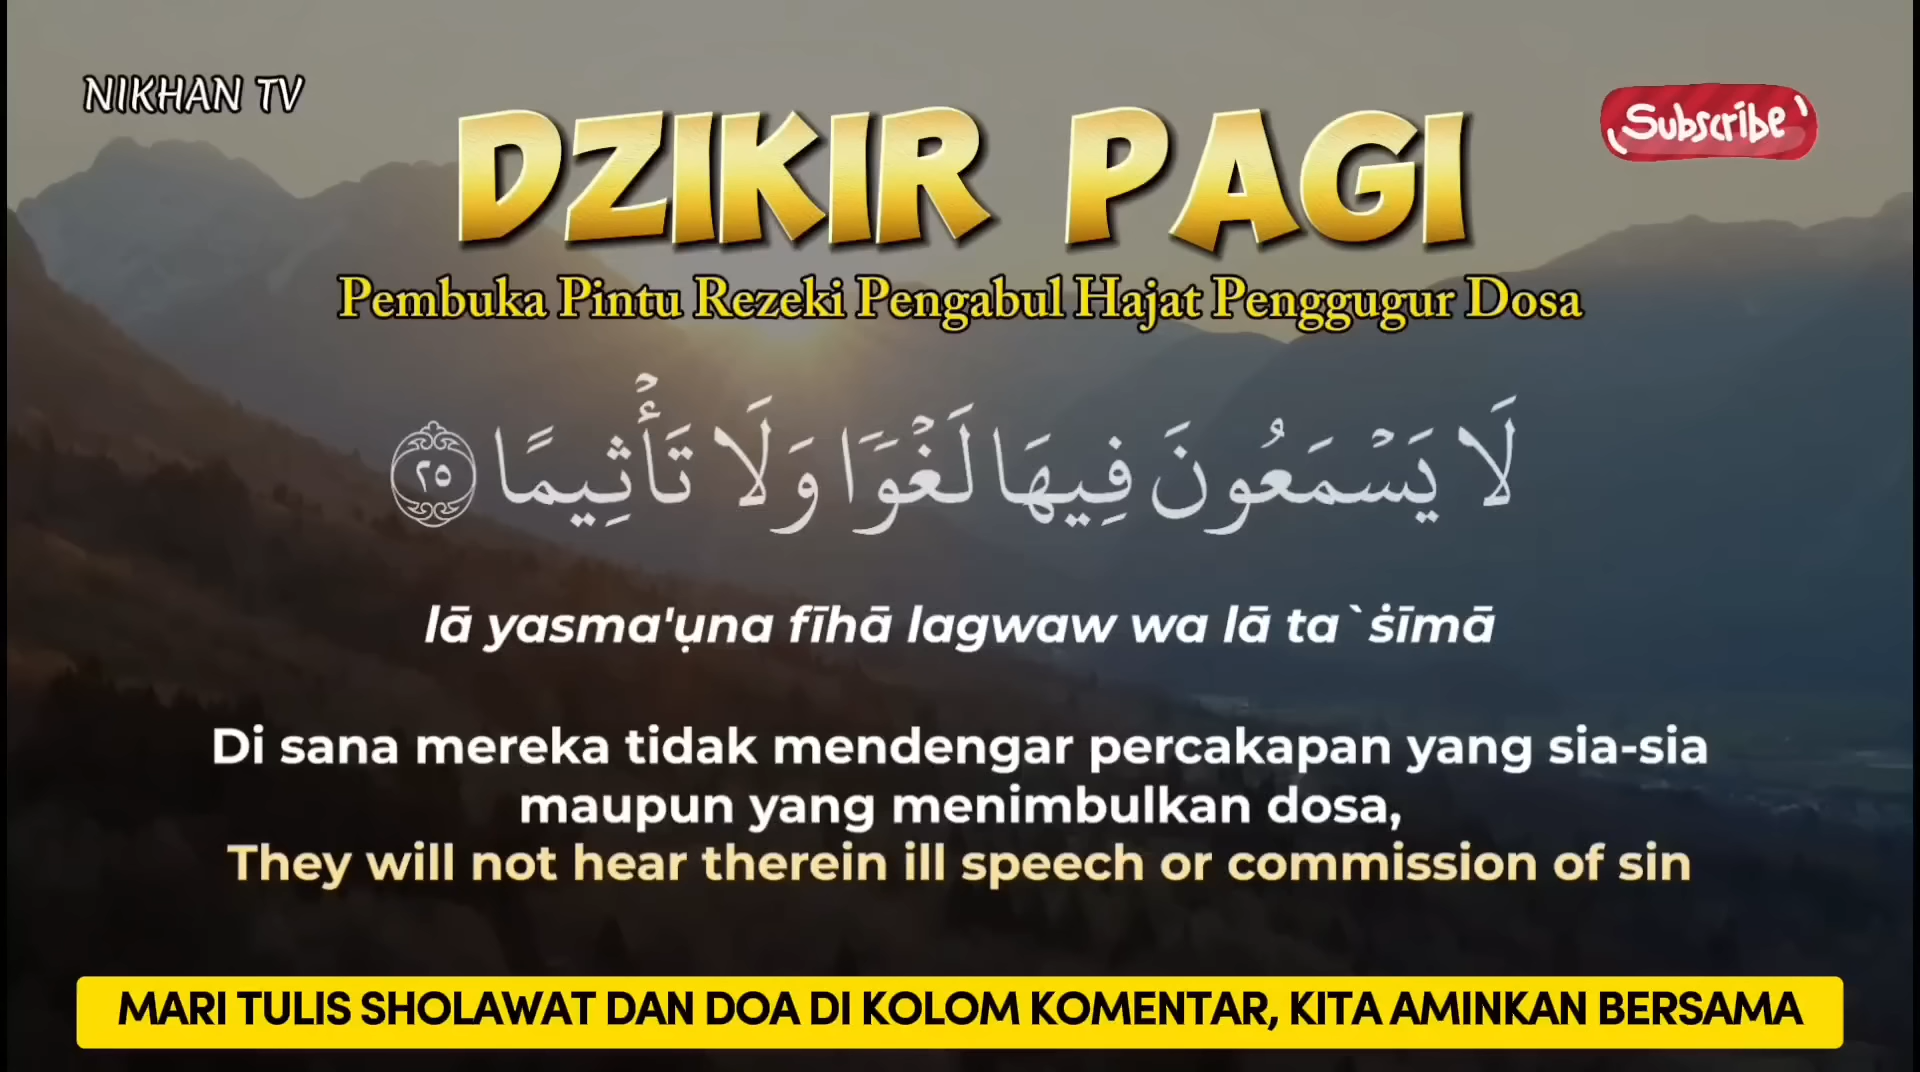 NIKHAN TV
Subscribe
DZIKIR PAGI
Pembuka Pintu Rezeki Pengabul Hajat Penggugur Dosa
لَا يَسْمَعُونَ فِيهَا لَغْوًا وَلَا تَأْثِيمًا ٢٥
lā yasma'ụna fīhā lagwaw wa lā ta`ṡīmā
Di sana mereka tidak mendengar percakapan yang sia-sia
maupun yang menimbulkan dosa,
They will not hear therein ill speech or commission of sin
MARI TULIS SHOLAWAT DAN DOA DI KOLOM KOMENTAR, KITA AMINKAN BERSAMA